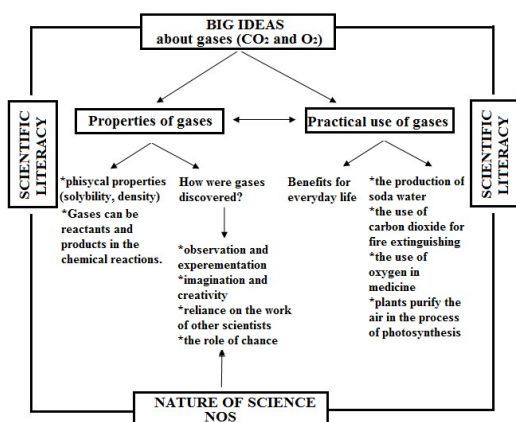 BIG IDEAS
about gases (CO₂ and O₂)
SCIENTIFIC
LITERACY
SCIENTIFIC
LITERACY
Properties of gases
Practical use of gases
*phisycal properties
(solybility, density)
*Gases can be
reactants and
products in the
chemical reactions.
How were gases
discovered?
*observation and
experementation
*imagination and
creativity
*reliance on the work
of other scientists
*the role of chance
Benefits for
everyday life
*the production of
soda water
*the use of
carbon dioxide for
fire extinguishing
*the use of
oxygen in
medicine
*plants purify the
air in the process
of photosynthesis
NATURE OF SCIENCE
NOS